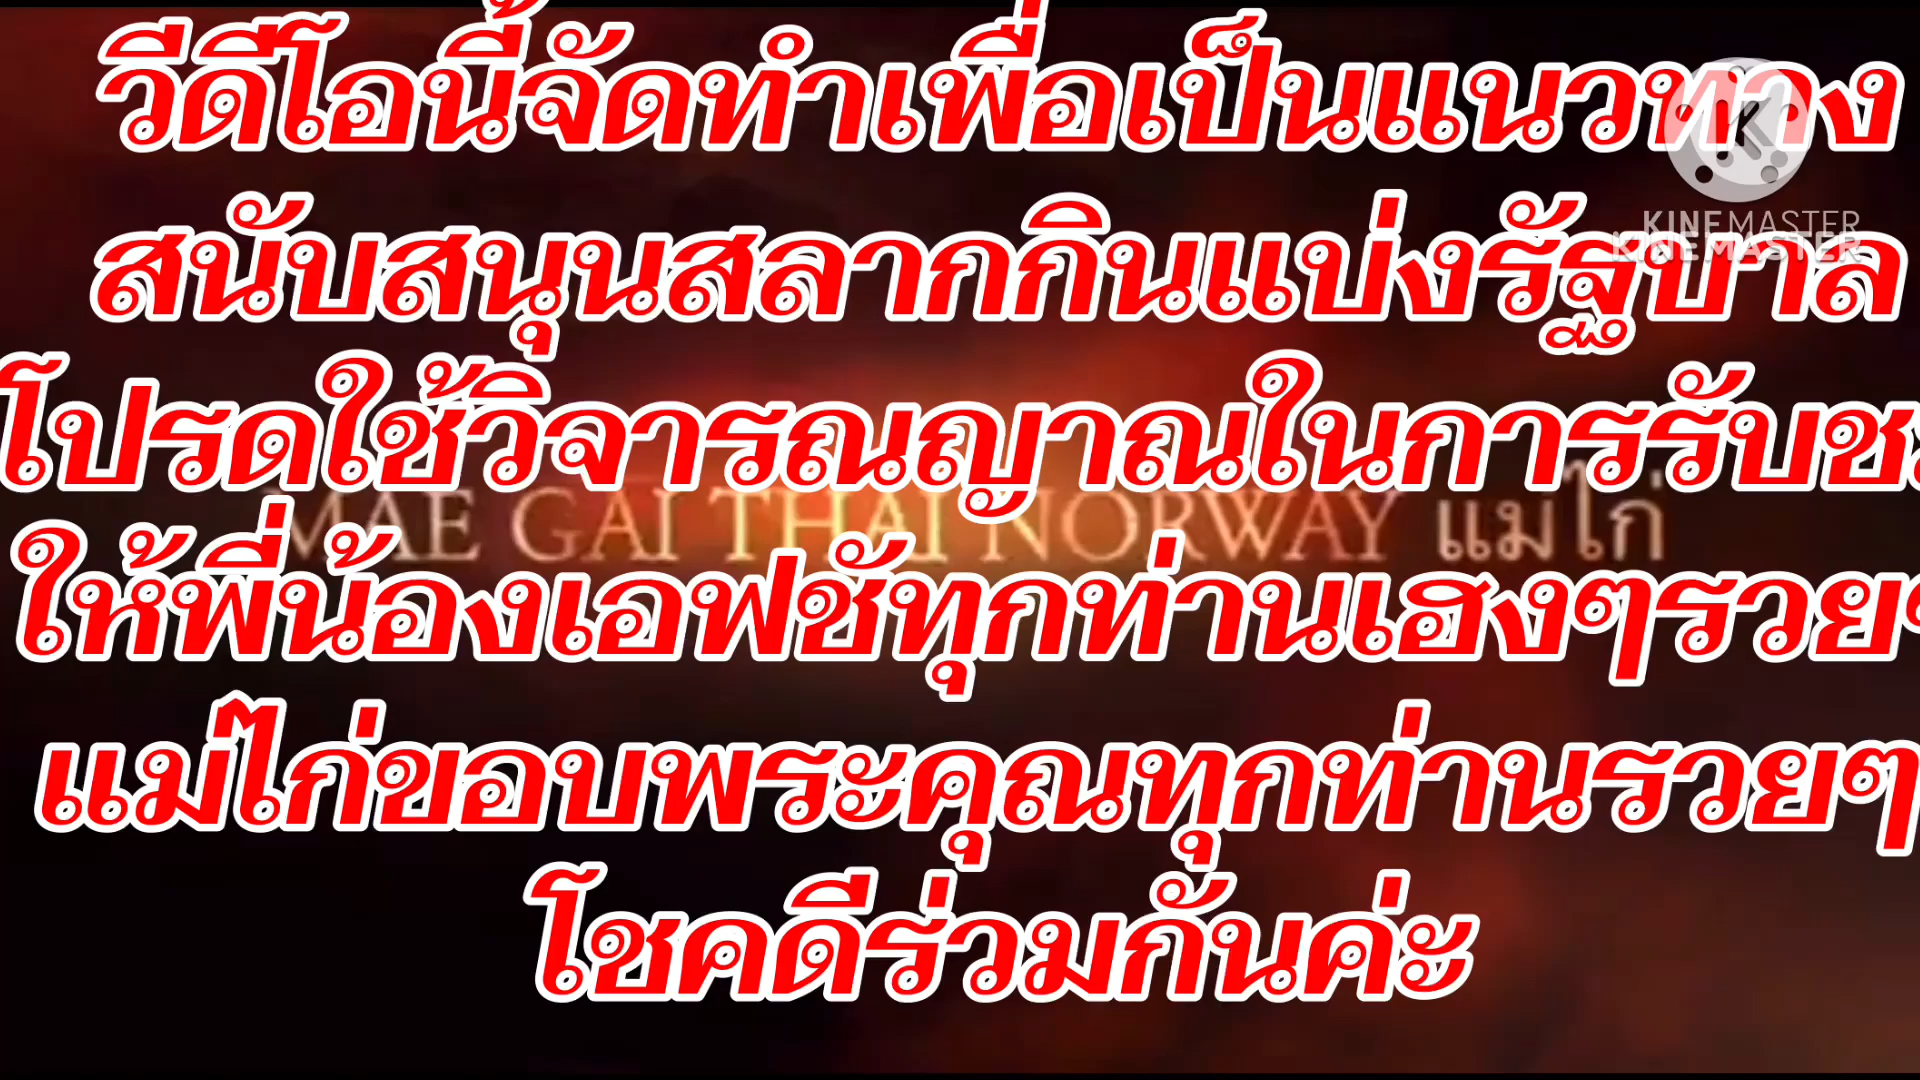 วีดีโอนี้จัดทำเพื่อเป็นแนวทาง
KINEMASTER
KINEMASTER
สนับสนุนสลากกินแบ่งรัฐบาล
โปรดใช้วิจารณญาณในการรับช
MAE GAI THAI NORWAY แม่ไก่
ให้พี่น้องเอฟซัทุกท่านเฮงๆรวย
แม่ไก่ขอบพระคุณทุกท่านรวยๆ
โชคดีร่วมกันค่ะ